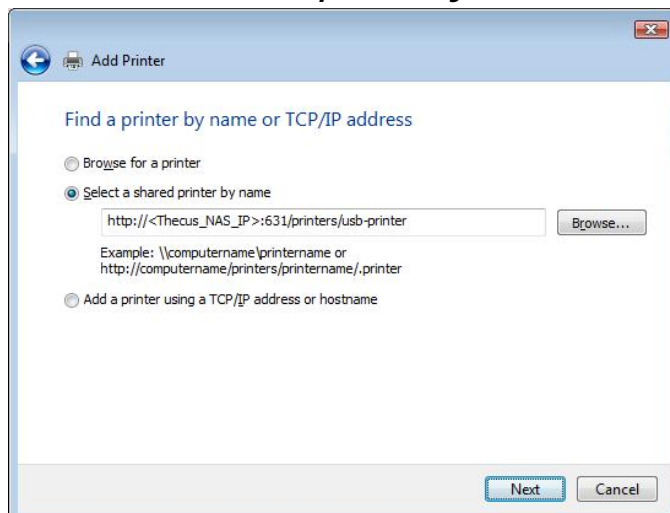 Add Printer
Find a printer by name or TCP/IP address
Browse for a printer
Select a shared printer by name
http://<Thecus_NAS_IP>:631/printers/usb-printer
Browse...
Example: \\computername\printername or
http://computername/printers/printername/.printer
Add a printer using a TCP/IP address or hostname
Next Cancel